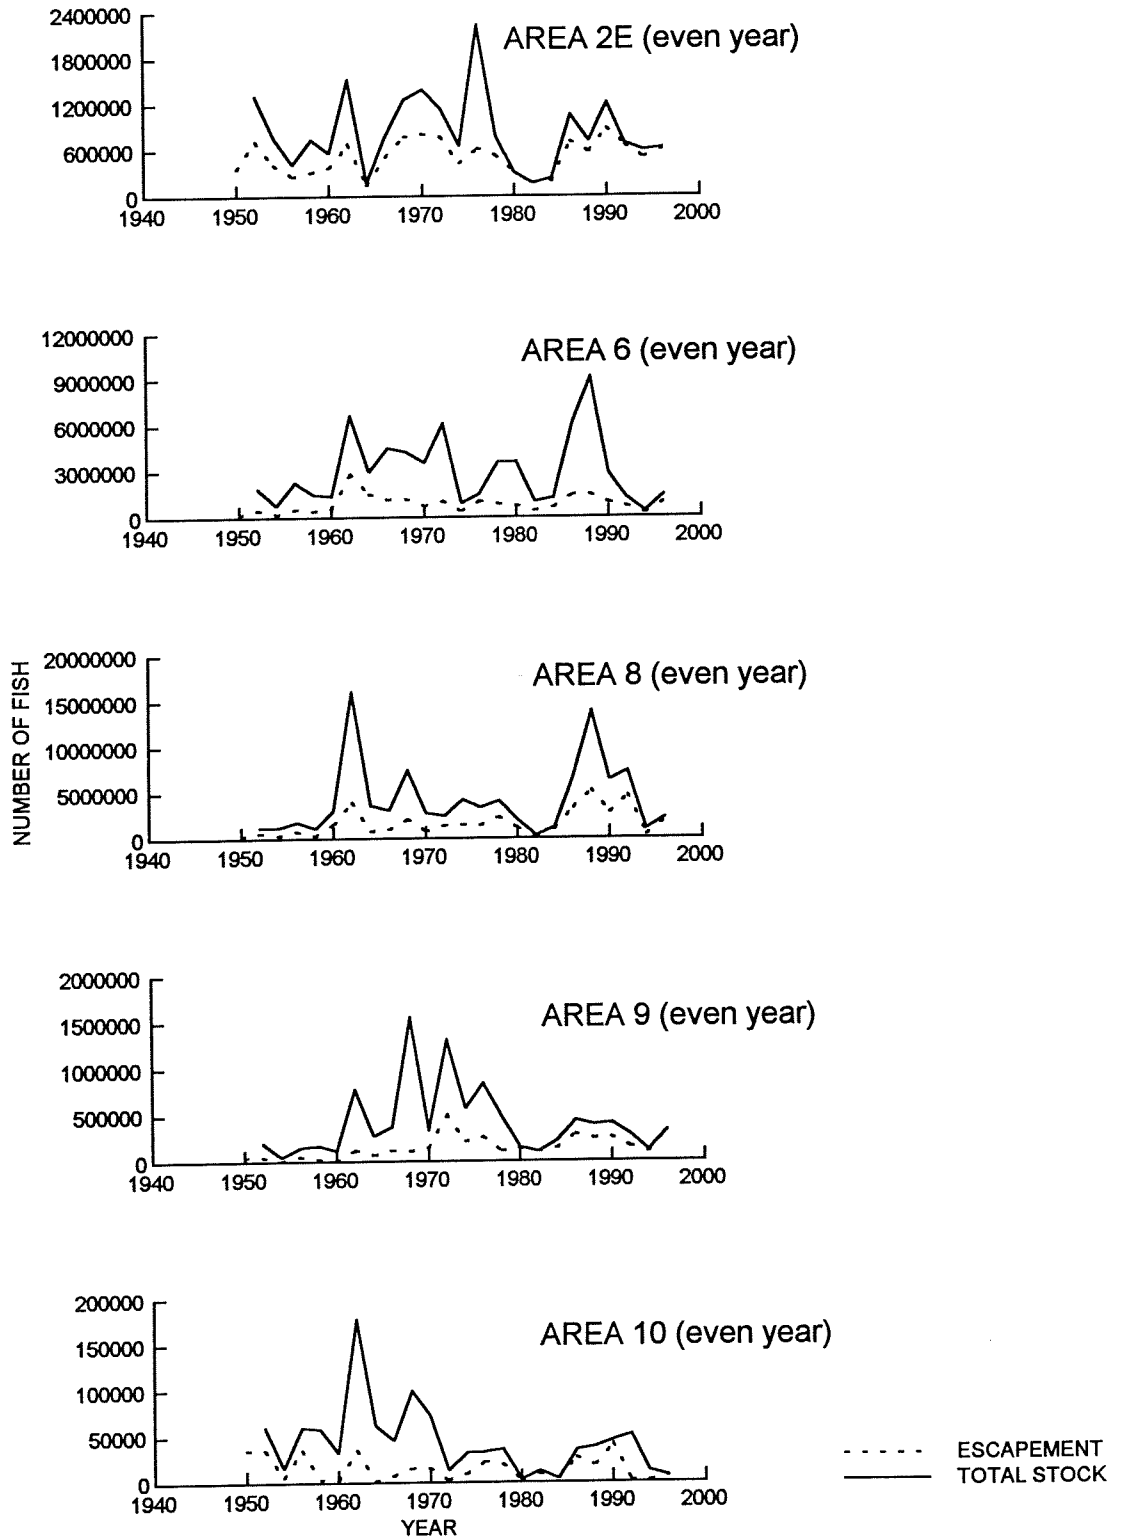 AREA 2E (even year)
2400000
1800000
1200000
600000
0
1940 1950 1960 1970 1980 1990 2000
AREA 6 (even year)
12000000
9000000
6000000
3000000
0
1940 1950 1960 1970 1980 1990 2000
NUMBER OF FISH
AREA 8 (even year)
20000000
15000000
10000000
5000000
0
1940 1950 1960 1970 1980 1990 2000
AREA 9 (even year)
2000000
1500000
1000000
500000
0
1940 1950 1960 1970 1980 1990 2000
AREA 10 (even year)
200000
150000
100000
50000
0
1940 1950 1960 1970 1980 1990 2000
YEAR
ESCAPEMENT
TOTAL STOCK